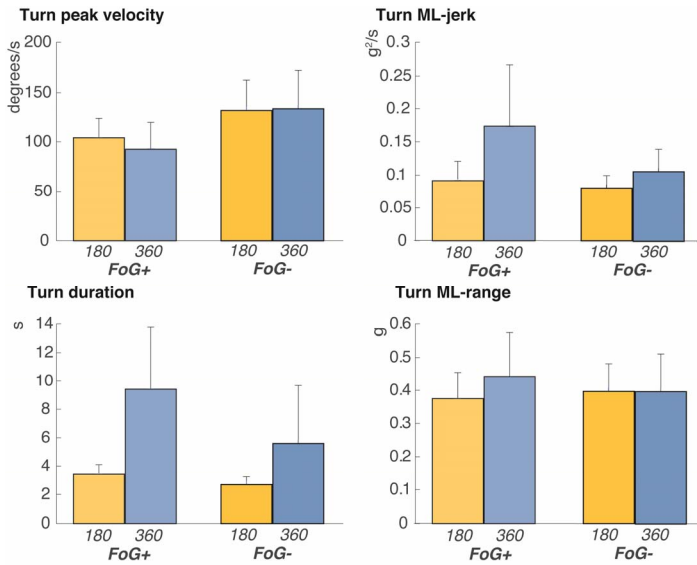 Turn peak velocity
degrees/s
200
150
100
50
0
180 360 180 360
FoG+ FoG-
Turn ML-jerk
g²/s
0.3
0.25
0.2
0.15
0.1
0.05
0
180 360 180 360
FoG+ FoG-
Turn duration
s
14
12
10
8
6
4
2
0
180 360 180 360
FoG+ FoG-
Turn ML-range
g
0.6
0.5
0.4
0.3
0.2
0.1
0
180 360 180 360
FoG+ FoG-